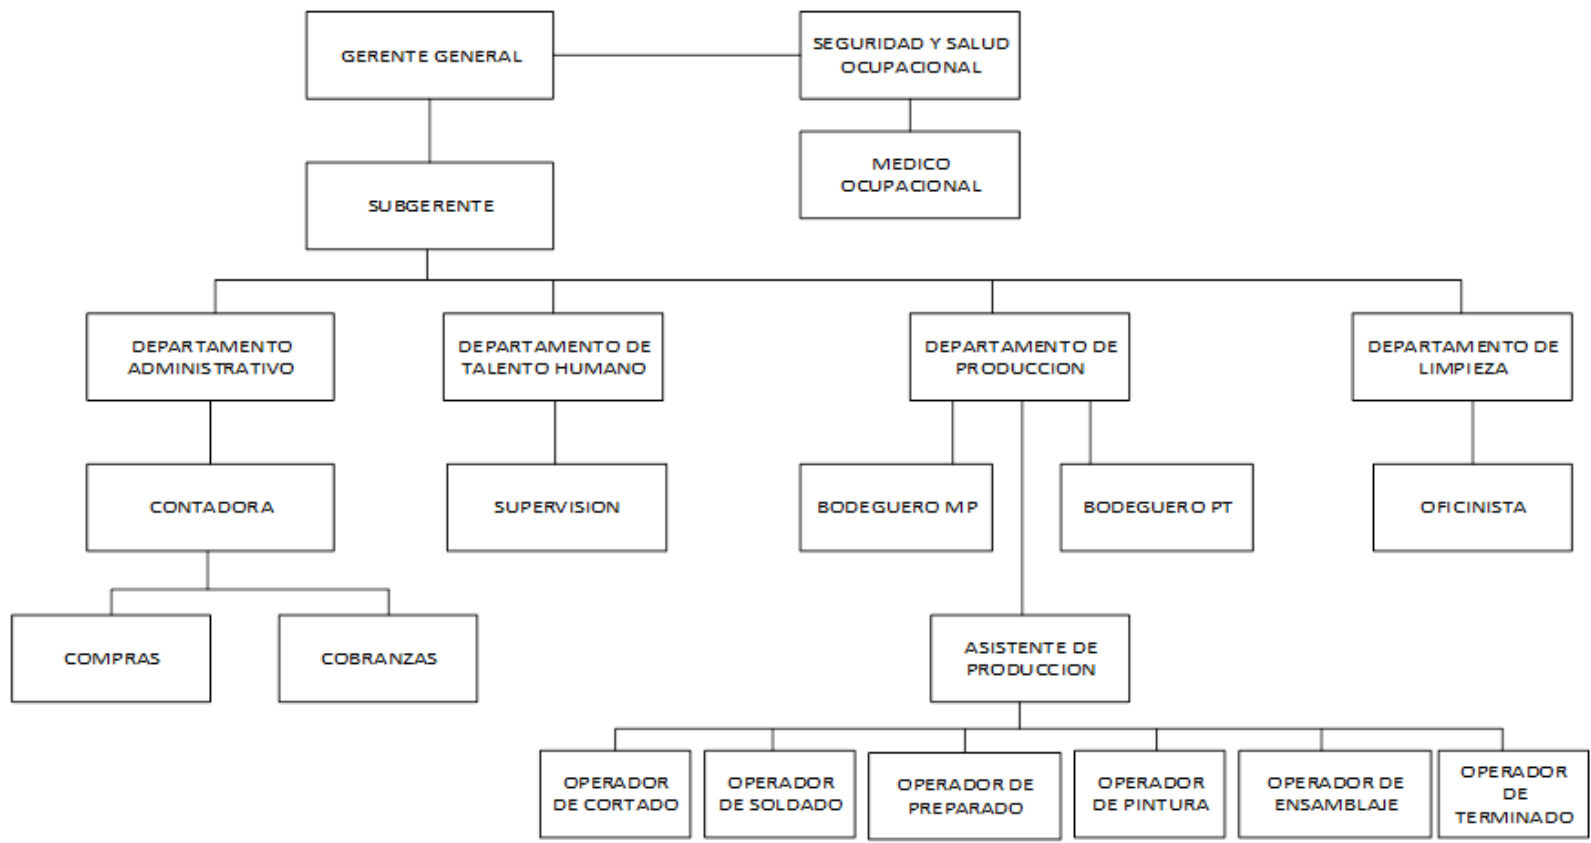 GERENTE GENERAL
SEGURIDAD Y SALUD
OCUPACIONAL
MEDICO
OCUPACIONAL
SUBGERENTE
DEPARTAMENTO
ADMINISTRATIVO
DEPARTAMENTO DE
TALENTO HUMANO
DEPARTAMENTO DE
PRODUCCION
DEPARTAMENTO DE
LIMPIEZA
CONTADORA
SUPERVISION
BODEGUERO MP
BODEGUERO PT
OFICINISTA
COMPRAS
COBRANZAS
ASISTENTE DE
PRODUCCION
OPERADOR
DE CORTADO
OPERADOR
DE SOLDADO
OPERADOR DE
PREPARADO
OPERADOR
DE PINTURA
OPERADOR DE
ENSAMBLAJE
OPERADOR
DE
TERMINADO